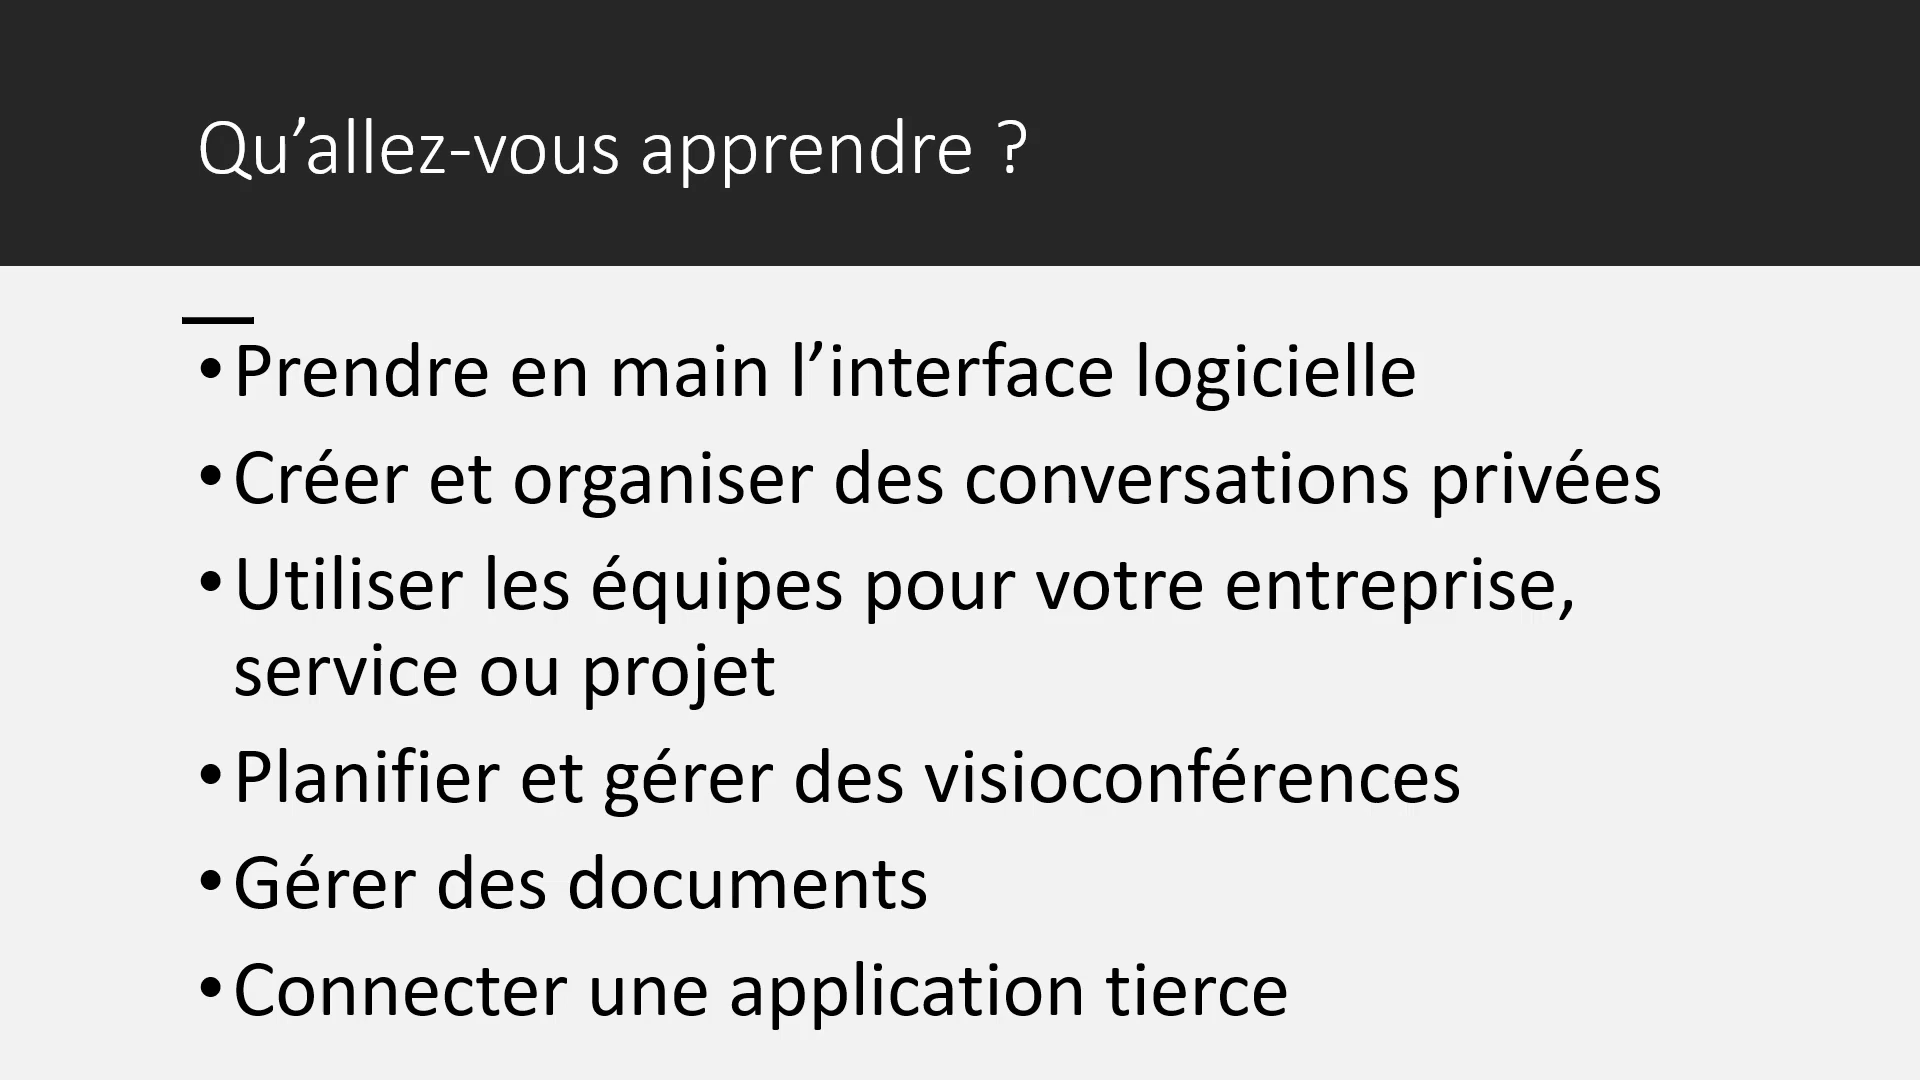 Qu’allez-vous apprendre ?
• Prendre en main l’interface logicielle
• Créer et organiser des conversations privées
• Utiliser les équipes pour votre entreprise,
service ou projet
• Planifier et gérer des visioconférences
• Gérer des documents
• Connecter une application tierce